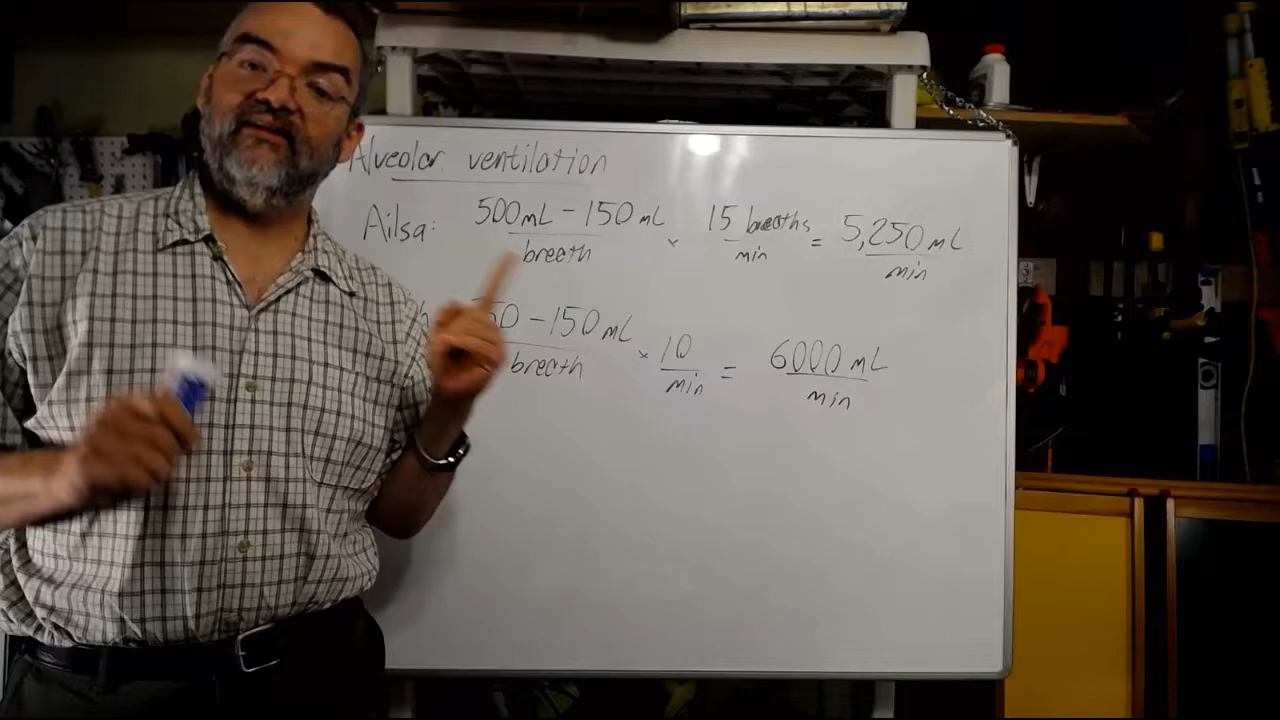 Alveolar ventilation
Ailsa: 500 mL - 150 mL / breath × 15 breaths / min = 5,250 mL / min
50 - 150 mL / breath × 10 / min = 6000 mL / min